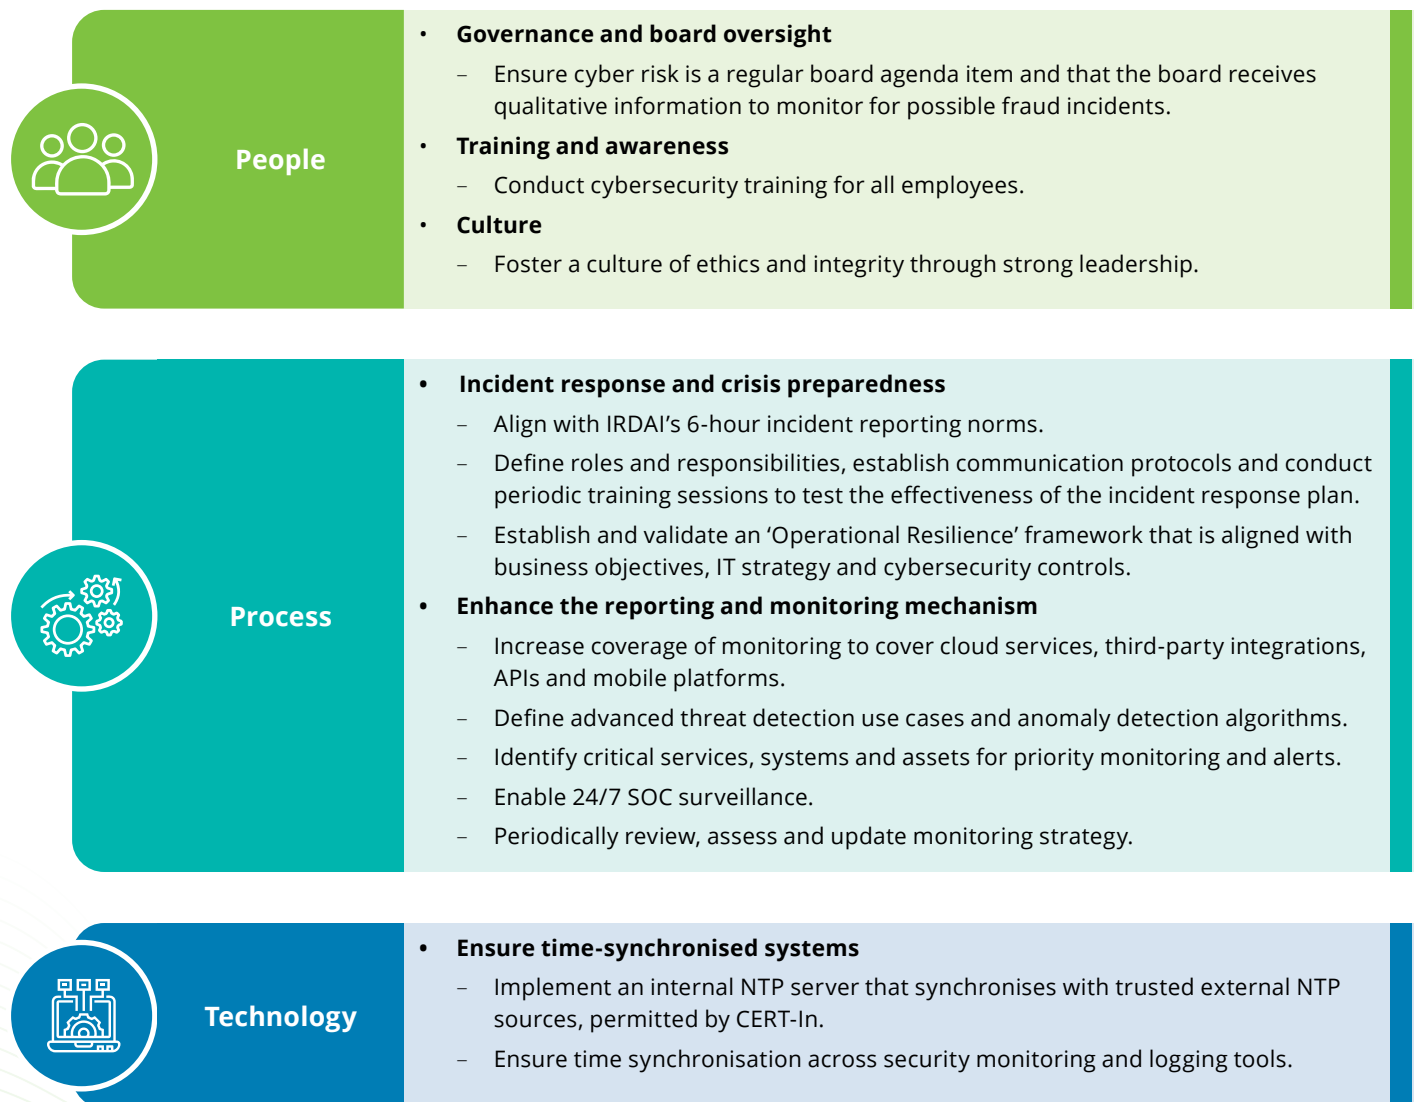 People
• Governance and board oversight
– Ensure cyber risk is a regular board agenda item and that the board receives
qualitative information to monitor for possible fraud incidents.
• Training and awareness
– Conduct cybersecurity training for all employees.
• Culture
– Foster a culture of ethics and integrity through strong leadership.
Process
• Incident response and crisis preparedness
– Align with IRDAI’s 6-hour incident reporting norms.
– Define roles and responsibilities, establish communication protocols and conduct
periodic training sessions to test the effectiveness of the incident response plan.
– Establish and validate an ‘Operational Resilience’ framework that is aligned with
business objectives, IT strategy and cybersecurity controls.
• Enhance the reporting and monitoring mechanism
– Increase coverage of monitoring to cover cloud services, third-party integrations,
APIs and mobile platforms.
– Define advanced threat detection use cases and anomaly detection algorithms.
– Identify critical services, systems and assets for priority monitoring and alerts.
– Enable 24/7 SOC surveillance.
– Periodically review, assess and update monitoring strategy.
Technology
• Ensure time-synchronised systems
– Implement an internal NTP server that synchronises with trusted external NTP
sources, permitted by CERT-In.
– Ensure time synchronisation across security monitoring and logging tools.